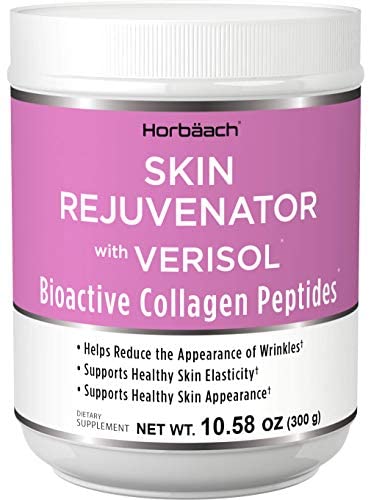 Horbäach®
SKIN
REJUVENATOR
with VERISOL®
Bioactive Collagen Peptides®
• Helps Reduce the Appearance of Wrinkles†
• Supports Healthy Skin Elasticity†
• Supports Healthy Skin Appearance†
DIETARY
SUPPLEMENT NET WT. 10.58 OZ (300 g)